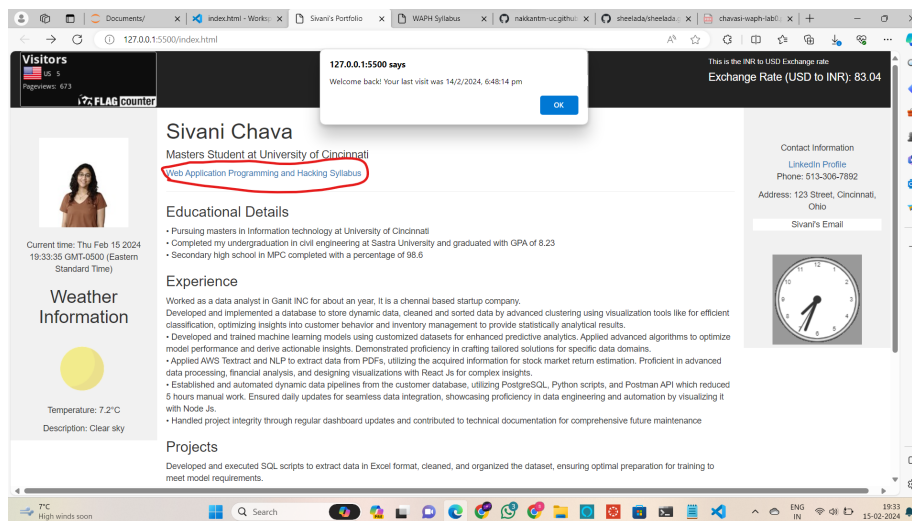 Documents/
index.html - Works
Sivani's Portfolio
WAPH Syllabus
nakkantm-uc.github
sheelada/sheelada.g
chavasi-waph-lab0
127.0.0.1:5500/index.html
Visitors
US 5
Pageviews: 673
FLAG counter
127.0.0.1:5500 says
Welcome back! Your last visit was 14/2/2024, 6:48:14 pm
OK
This is the INR to USD Exchange rate
Exchange Rate (USD to INR): 83.04
Current time: Thu Feb 15 2024
19:33:35 GMT-0500 (Eastern
Standard Time)
Weather
Information
Temperature: 7.2°C
Description: Clear sky
Sivani Chava
Masters Student at University of Cincinnati
Web Application Programming and Hacking Syllabus
Educational Details
• Pursuing masters in Information technology at University of Cincinnati
• Completed my undergraduation in civil engineering at Sastra University and graduated with GPA of 8.23
• Secondary high school in MPC completed with a percentage of 98.6
Experience
Worked as a data analyst in Ganit INC for about an year, It is a chennai based startup company.
Developed and implemented a database to store dynamic data, cleaned and sorted data by advanced clustering using visualization tools like for efficient
classification, optimizing insights into customer behavior and inventory management to provide statistically analytical results.
• Developed and trained machine learning models using customized datasets for enhanced predictive analytics. Applied advanced algorithms to optimize
model performance and derive actionable insights. Demonstrated proficiency in crafting tailored solutions for specific data domains.
• Applied AWS Textract and NLP to extract data from PDFs, utilizing the acquired information for stock market return estimation. Proficient in advanced
data processing, financial analysis, and designing visualizations with React Js for complex insights.
• Established and automated dynamic data pipelines from the customer database, utilizing PostgreSQL, Python scripts, and Postman API which reduced
5 hours manual work. Ensured daily updates for seamless data integration, showcasing proficiency in data engineering and automation by visualizing it
with Node Js.
• Handled project integrity through regular dashboard updates and contributed to technical documentation for comprehensive future maintenance
Projects
Developed and executed SQL scripts to extract data in Excel format, cleaned, and organized the dataset, ensuring optimal preparation for training to
meet model requirements.
Contact Information
LinkedIn Profile
Phone: 513-306-7892
Address: 123 Street, Cincinnati,
Ohio
Sivani's Email
12
1
2
3
5
6
7
9
10
11
7°C
High winds soon
Search
ENG
IN
19:33
15-02-2024